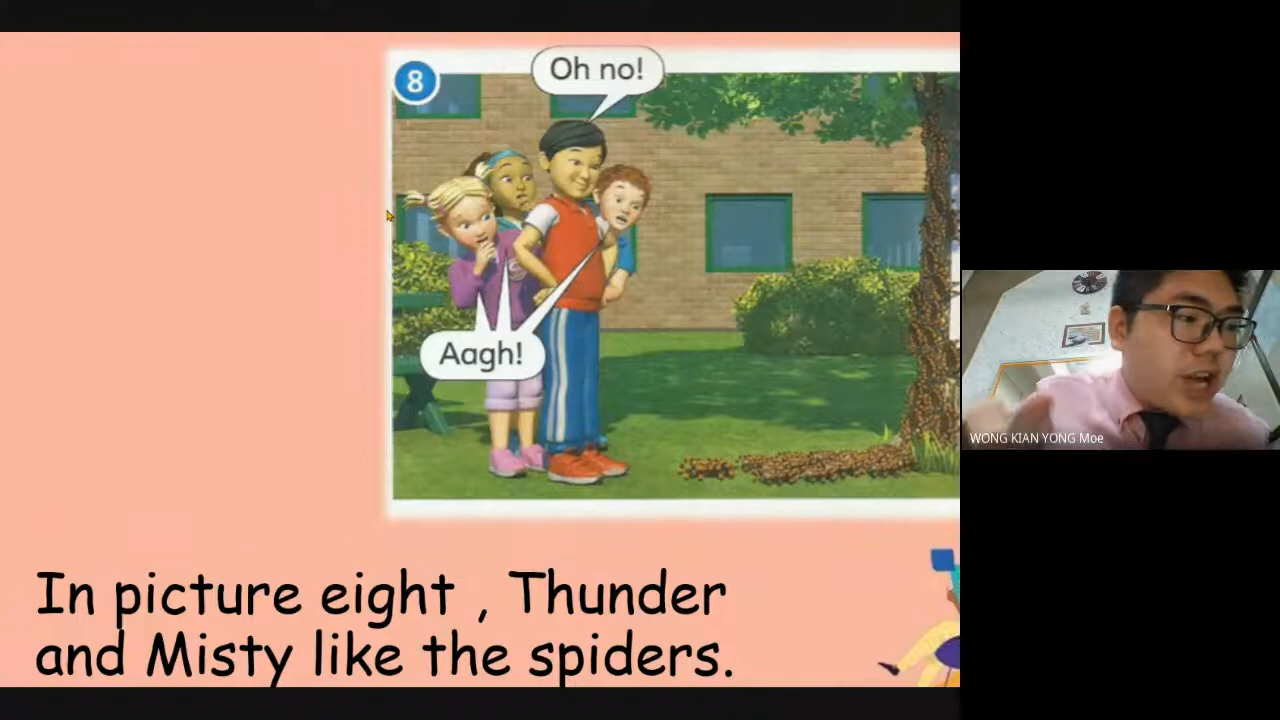 8
Oh no!
Aagh!
WONG KIAN YONG Moe
In picture eight , Thunder
and Misty like the spiders.